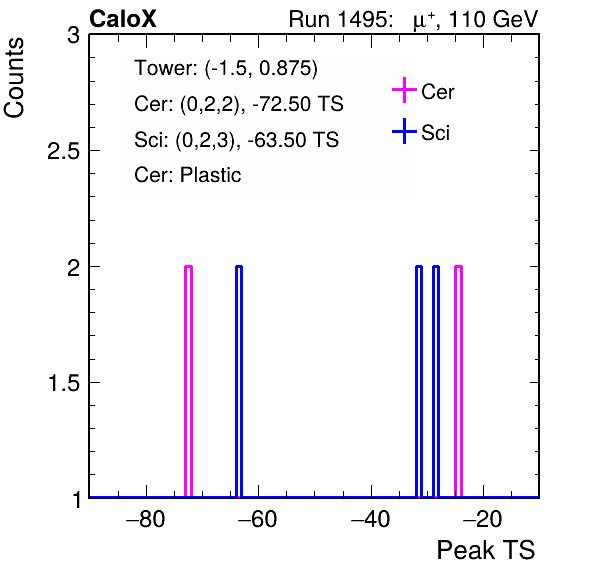 CaloX Run 1495: μ⁺, 110 GeV
Counts
3
2.5
2
1.5
1
Tower: (-1.5, 0.875)
Cer: (0,2,2), -72.50 TS
Sci: (0,2,3), -63.50 TS
Cer: Plastic
Cer
Sci
−80 −60 −40 −20
Peak TS